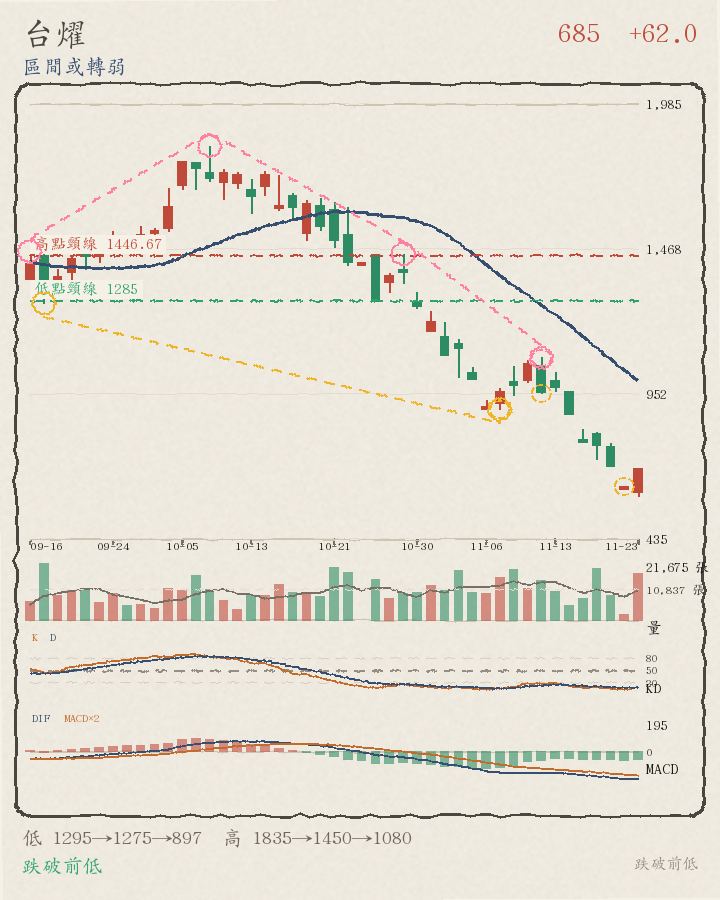 台燿
685 +62.0
區間或轉弱
1,985
高點頸線 1446.67
1,468
低點頸線 1285
952
435
09-16 09-24 10-05 10-13 10-21 10-30 11-06 11-13 11-23
21,675 張
10,837 張
量
K D
80
50
20
KD
DIF MACD×2
195
0
MACD
低 1295→1275→897 高 1835→1450→1080
跌破前低
跌破前低